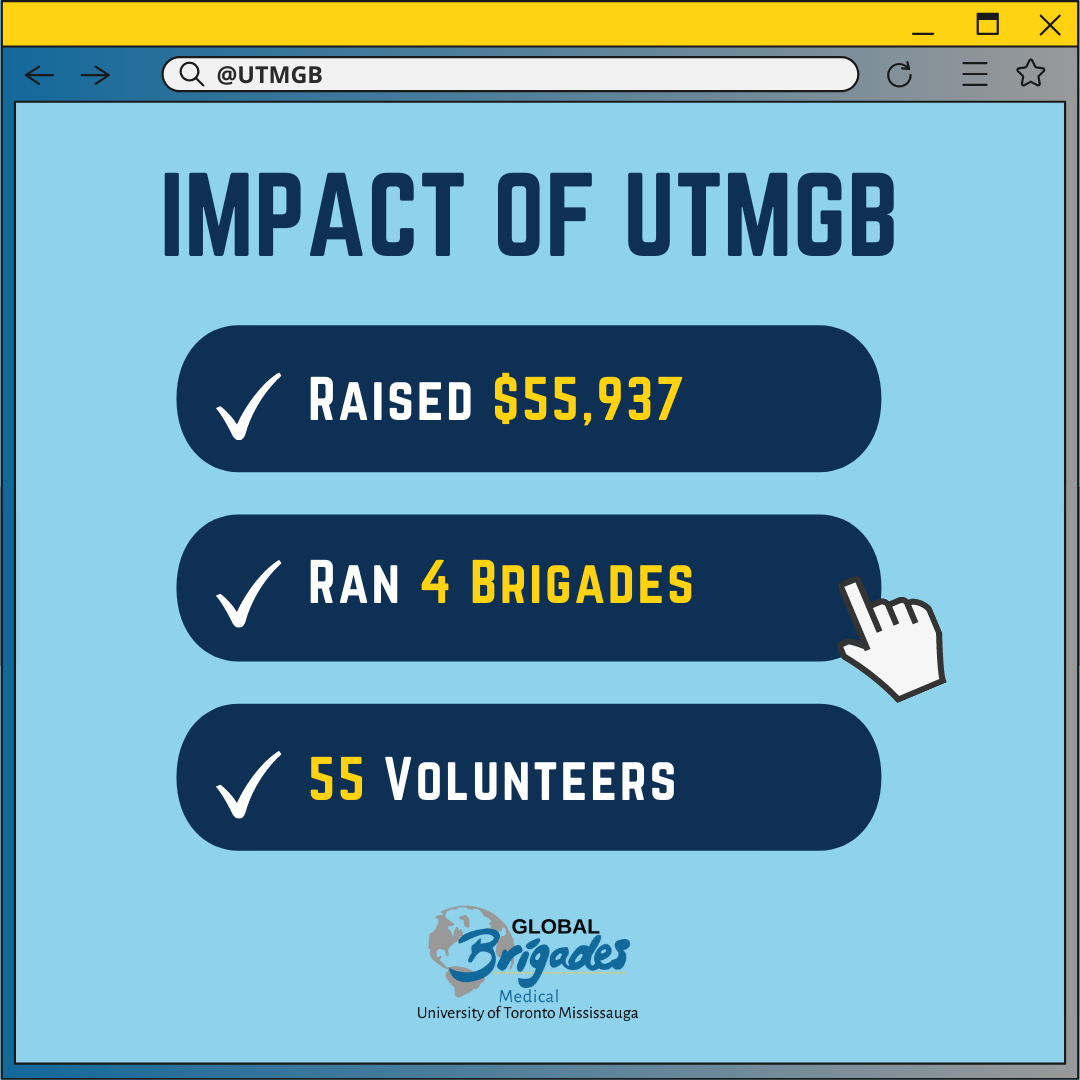 @UTMGB
IMPACT OF UTMGB
RAISED $55,937
RAN 4 BRIGADES
55 VOLUNTEERS
GLOBAL
Brigades
Medical
University of Toronto Mississauga